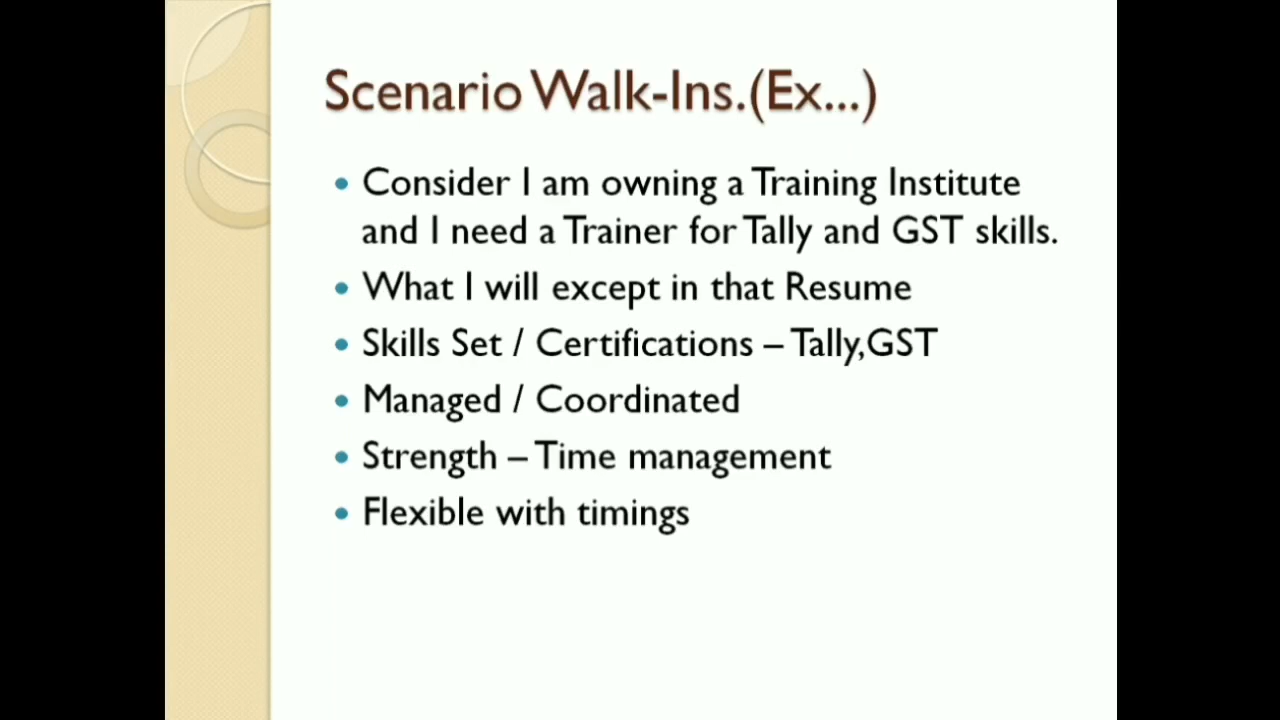 Scenario Walk-Ins.(Ex...)
• Consider I am owning a Training Institute
and I need a Trainer for Tally and GST skills.
• What I will except in that Resume
• Skills Set / Certifications – Tally,GST
• Managed / Coordinated
• Strength – Time management
• Flexible with timings